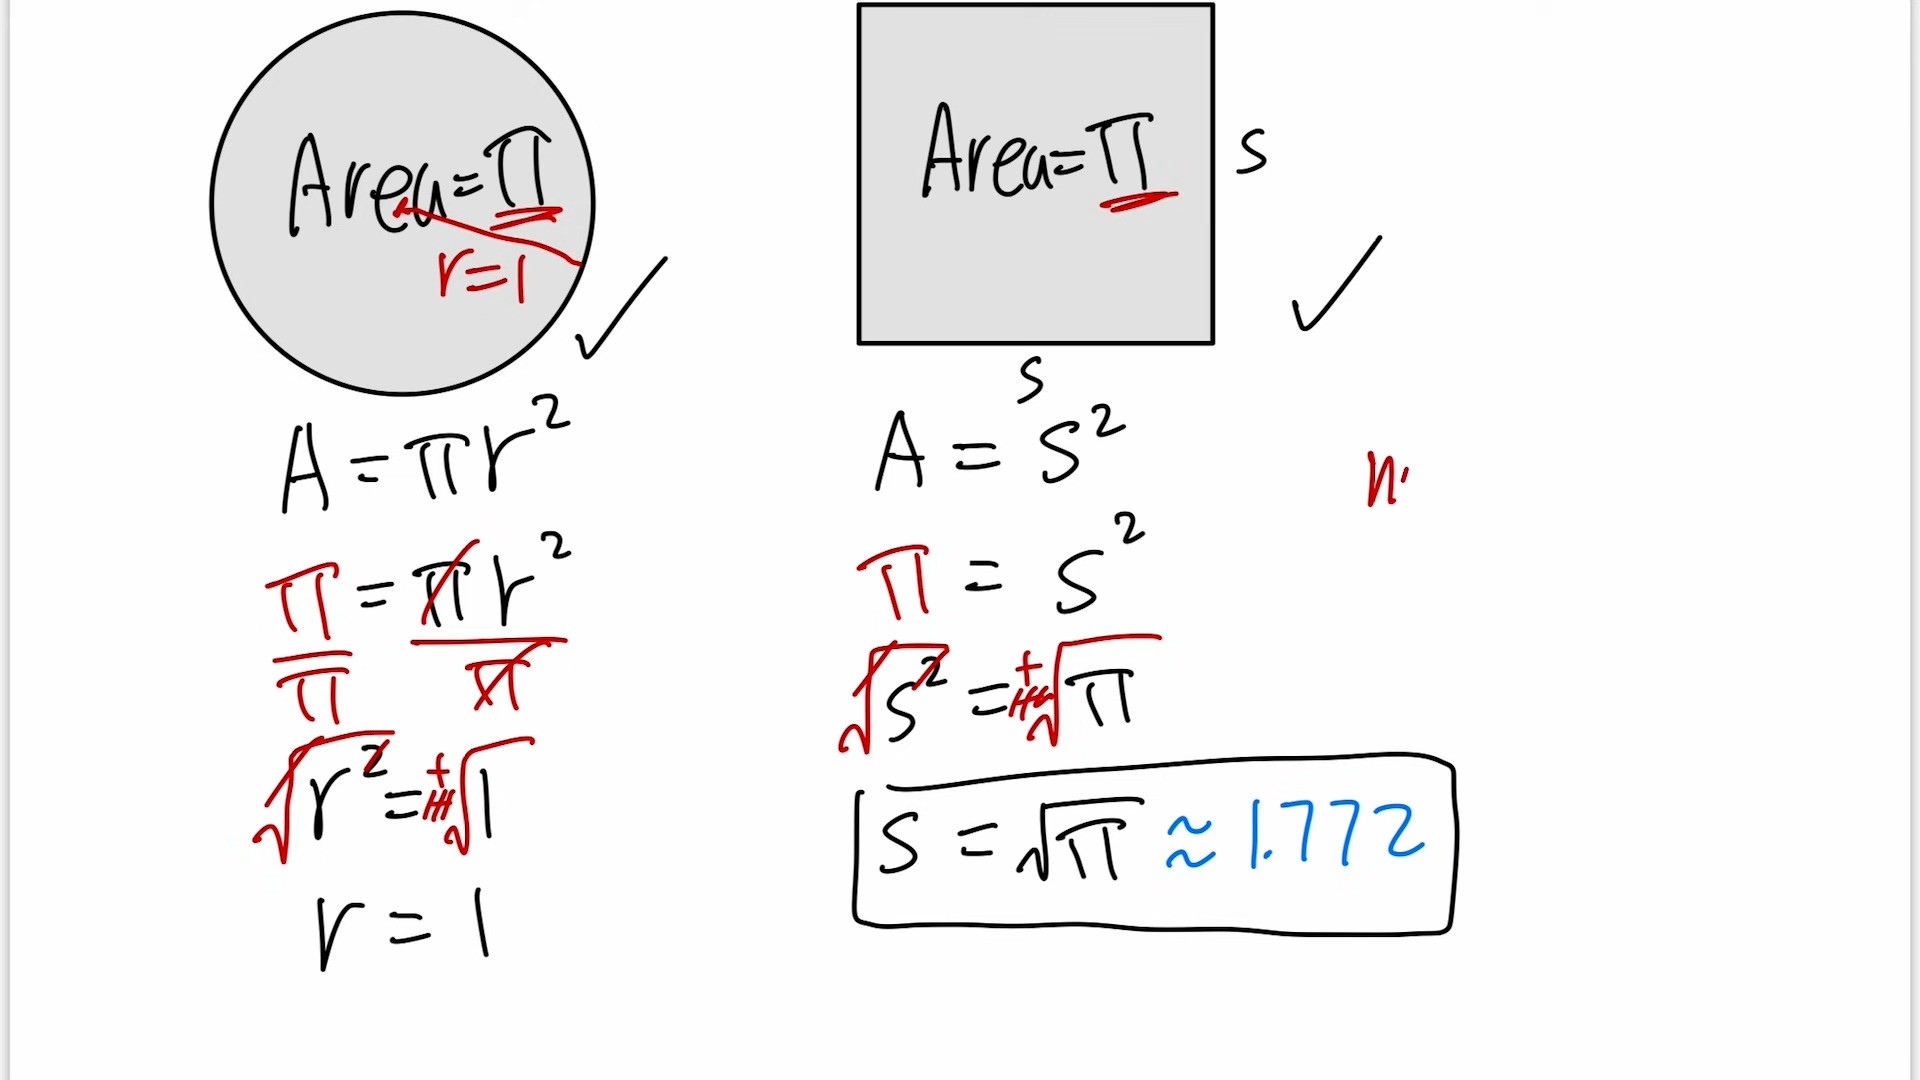 Area=π
r=1
A=πr²
π/π=πr²/π
√r²=+√1
r=1
Area=π
s
s
A=s²
π=s²
√s²=+√π
s=√π≈1.772